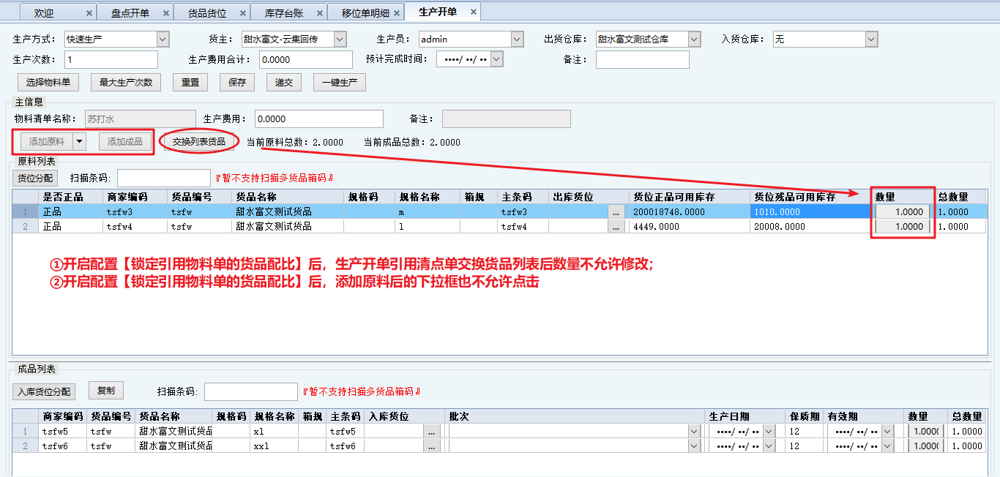 欢迎 × 盘点开单 × 货品货位 × 库存台账 × 移位单明细 × 生产开单 ×
生产方式: 快速生产 货主: 甜水富文-云集回传 生产员: admin 出货仓库: 甜水富文测试仓库 入货仓库: 无
生产次数: 1 生产费用合计: 0.0000 预计完成时间: ••••/ ••/ •• 备注:
选择物料单 最大生产次数 重置 保存 递交 一键生产
主信息
物料清单名称: 苏打水 生产费用: 0.0000 备注:
添加原料 添加成品 交换列表货品 当前原料总数: 2.0000 当前成品总数: 2.0000
原料列表
货位分配 扫描条码: 『暂不支持扫描多货品箱码』
是否正品 商家编码 货品编号 货品名称 规格码 规格名称 箱规 主条码 出库货位 货位正品可用库存 货位残品可用库存 数量 总数量
1 正品 tsfw3 tsfw 甜水富文测试货品 m tsfw3 ... 200018748.0000 1010.0000 1.0000 1.0000
2 正品 tsfw4 tsfw 甜水富文测试货品 l tsfw4 ... 4449.0000 20008.0000 1.0000 1.0000
①开启配置【锁定引用物料单的货品配比】后，生产开单引用清点单交换货品列表后数量不允许修改；
②开启配置【锁定引用物料单的货品配比】后，添加原料后的下拉框也不允许点击
成品列表
入库货位分配 复制 扫描条码: 『暂不支持扫描多货品箱码』
商家编码 货品编号 货品名称 规格码 规格名称 箱规 主条码 入库货位 批次 生产日期 保质期 有效期 数量 总数量
1 tsfw5 tsfw 甜水富文测试货品 xl tsfw5 ... ••••/ ••/ •• 12 ••••/ ••/ •• 1.0000 1.0000
2 tsfw6 tsfw 甜水富文测试货品 xxl tsfw6 ... ••••/ ••/ •• 12 ••••/ ••/ •• 1.0000 1.0000